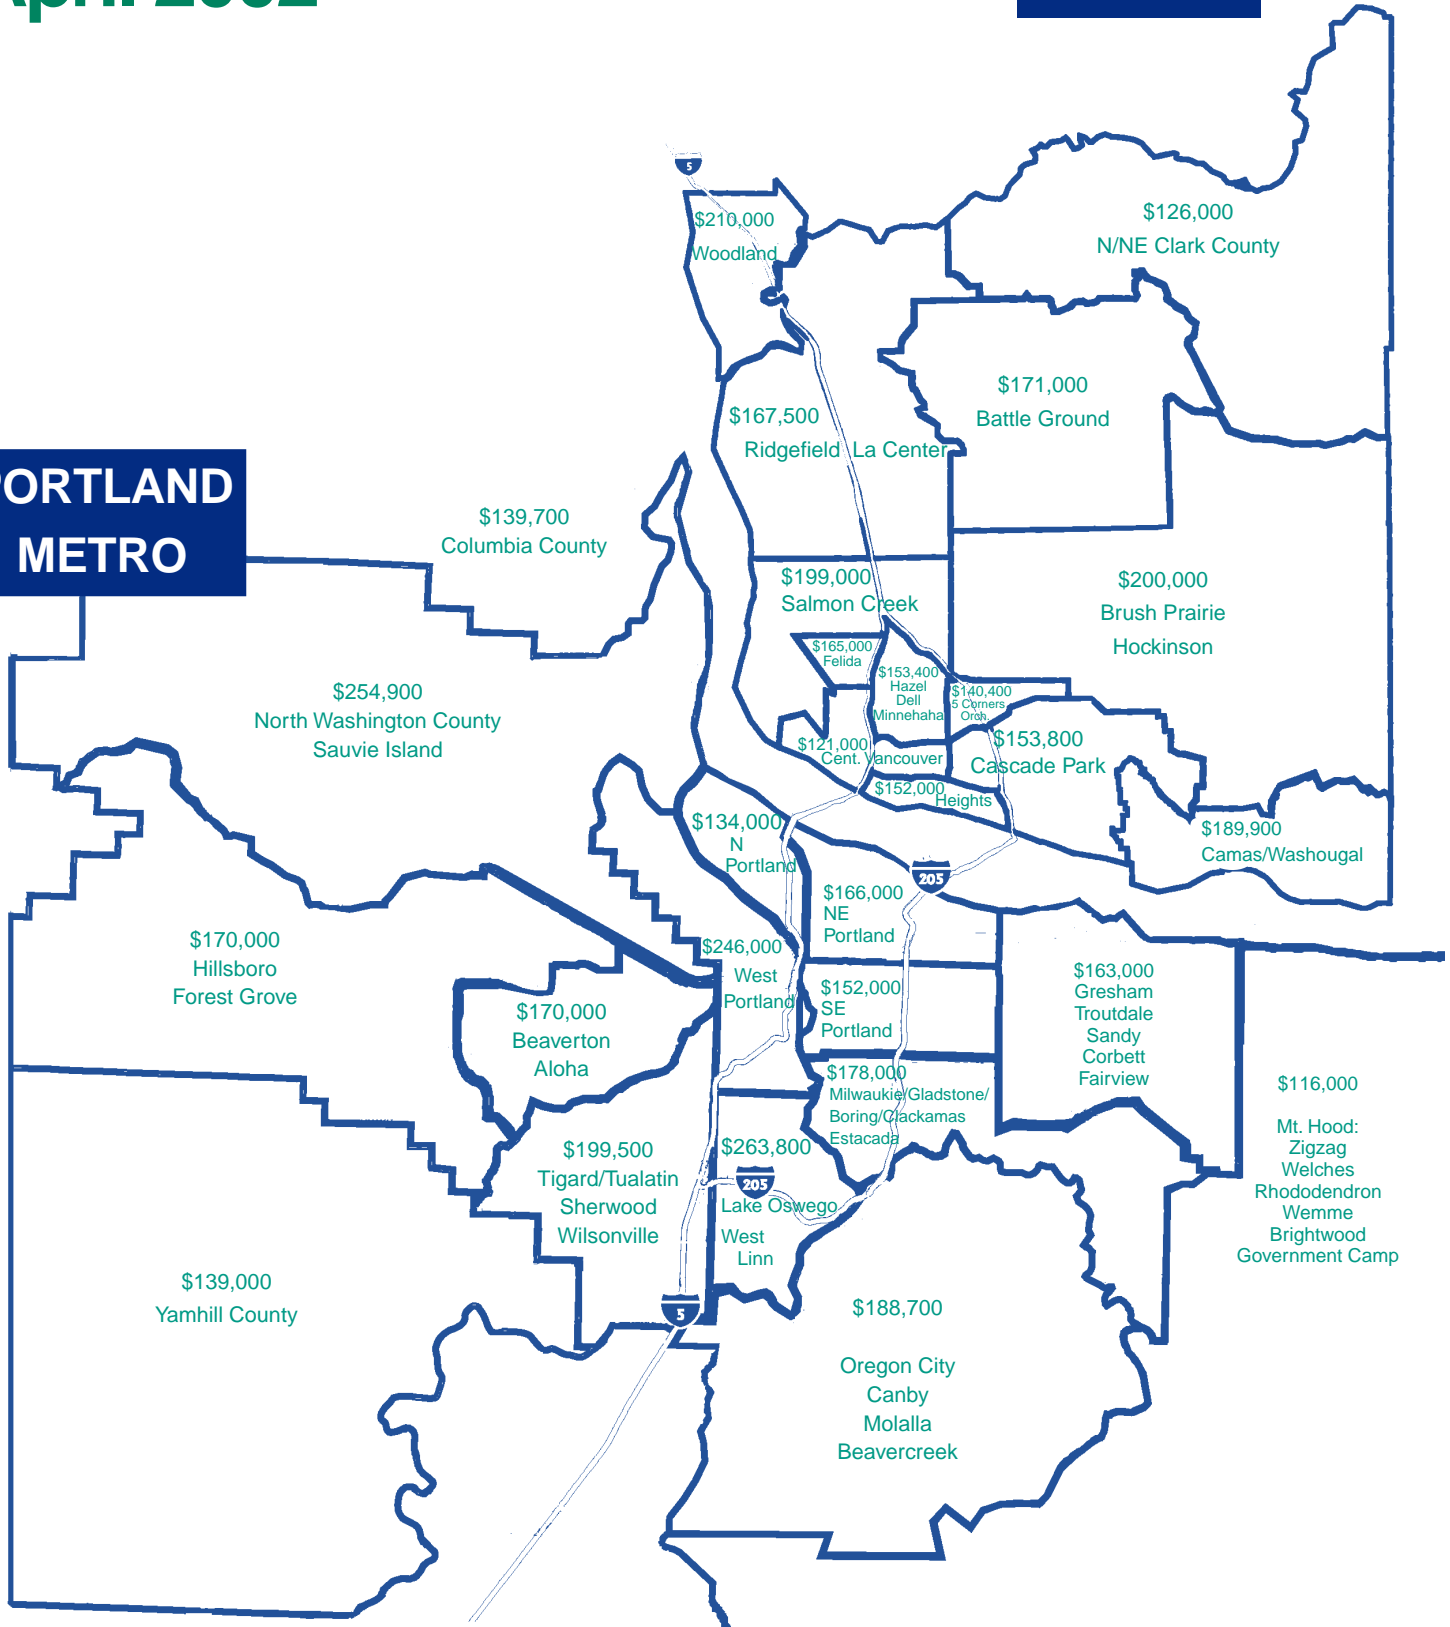 April 2002
5
$210,000
Woodland
$126,000
N/NE Clark County
$171,000
Battle Ground
$167,500
Ridgefield La Center
PORTLAND
METRO
$139,700
Columbia County
$199,000
Salmon Creek
$200,000
Brush Prairie
Hockinson
$165,000
Felida
$153,400
Hazel
Dell
Minnehaha
$140,400
5 Corners
Orch.
$254,900
North Washington County
Sauvie Island
$121,000
Cent. Vancouver
$153,800
Cascade Park
$152,000
Heights
$134,000
N
Portland
$189,900
Camas/Washougal
205
$166,000
NE
Portland
$170,000
Hillsboro
Forest Grove
$246,000
West
Portland
$152,000
SE
Portland
$163,000
Gresham
Troutdale
Sandy
Corbett
Fairview
$170,000
Beaverton
Aloha
$178,000
Milwaukie/Gladstone/
Boring/Clackamas
Estacada
$116,000
Mt. Hood:
Zigzag
Welches
Rhododendron
Wemme
Brightwood
Government Camp
$199,500
Tigard/Tualatin
Sherwood
Wilsonville
$263,800
205
Lake Oswego
West
Linn
$139,000
Yamhill County
5
$188,700
Oregon City
Canby
Molalla
Beavercreek